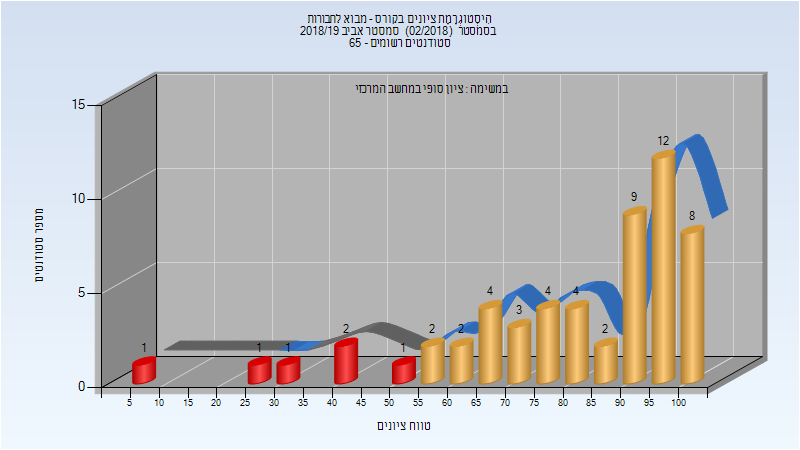 היסטוגרמת ציונים בקורס - מבוא לחבורות
בסמסטר (02/2018) סמסטר אביב 2018/19
סטודנטים רשומים - 65
במשימה : ציון סופי במחשב המרכזי
מספר סטודנטים
15
10
5
0
1
1
1
2
1
2
2
4
3
4
4
2
9
12
8
5 15 20 25 30 35 40 45 50 55 60 65 70 75 80 85 90 95 100
טווח ציונים